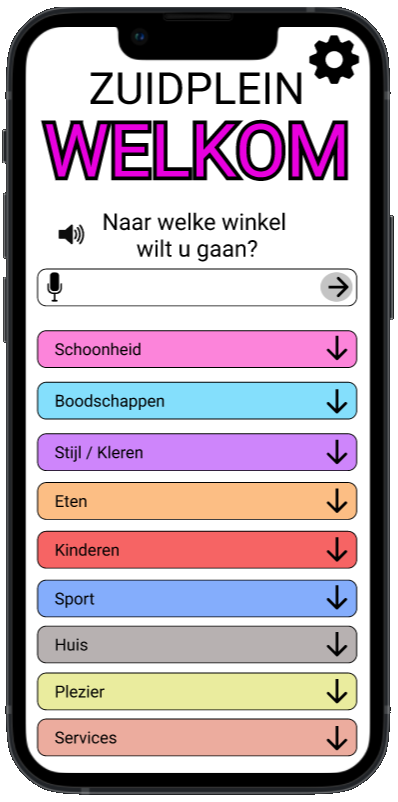 ZUIDPLEIN
WELKOM
Naar welke winkel
wilt u gaan?
Schoonheid
Boodschappen
Stijl / Kleren
Eten
Kinderen
Sport
Huis
Plezier
Services